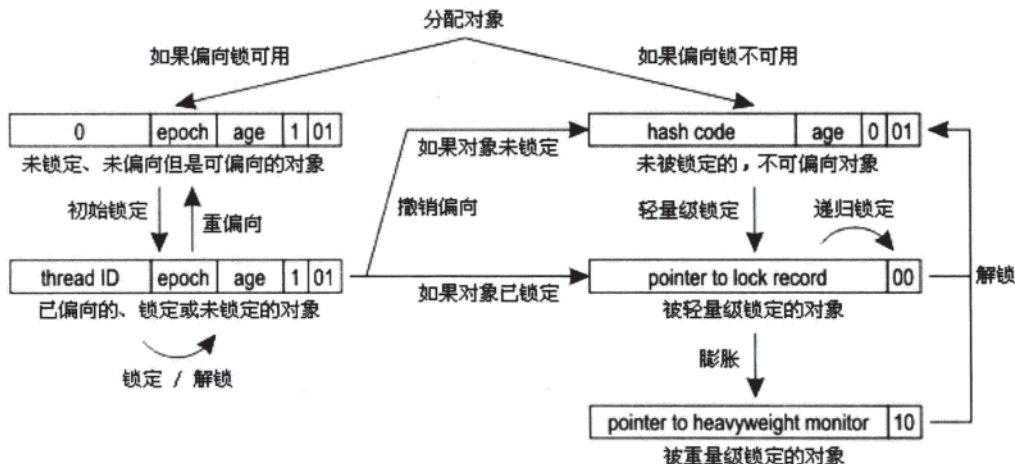 分配对象
如果偏向锁可用
如果偏向锁不可用
0 epoch age 1 01
hash code age 0 01
未锁定、未偏向但是可偏向的对象
如果对象未锁定
未被锁定的，不可偏向对象
初始锁定
重偏向
撤销偏向
轻量级锁定
递归锁定
thread ID epoch age 1 01
pointer to lock record 00
解锁
已偏向的、锁定或未锁定的对象
如果对象已锁定
被轻量级锁定的对象
锁定 / 解锁
膨胀
pointer to heavyweight monitor 10
被重量级锁定的对象